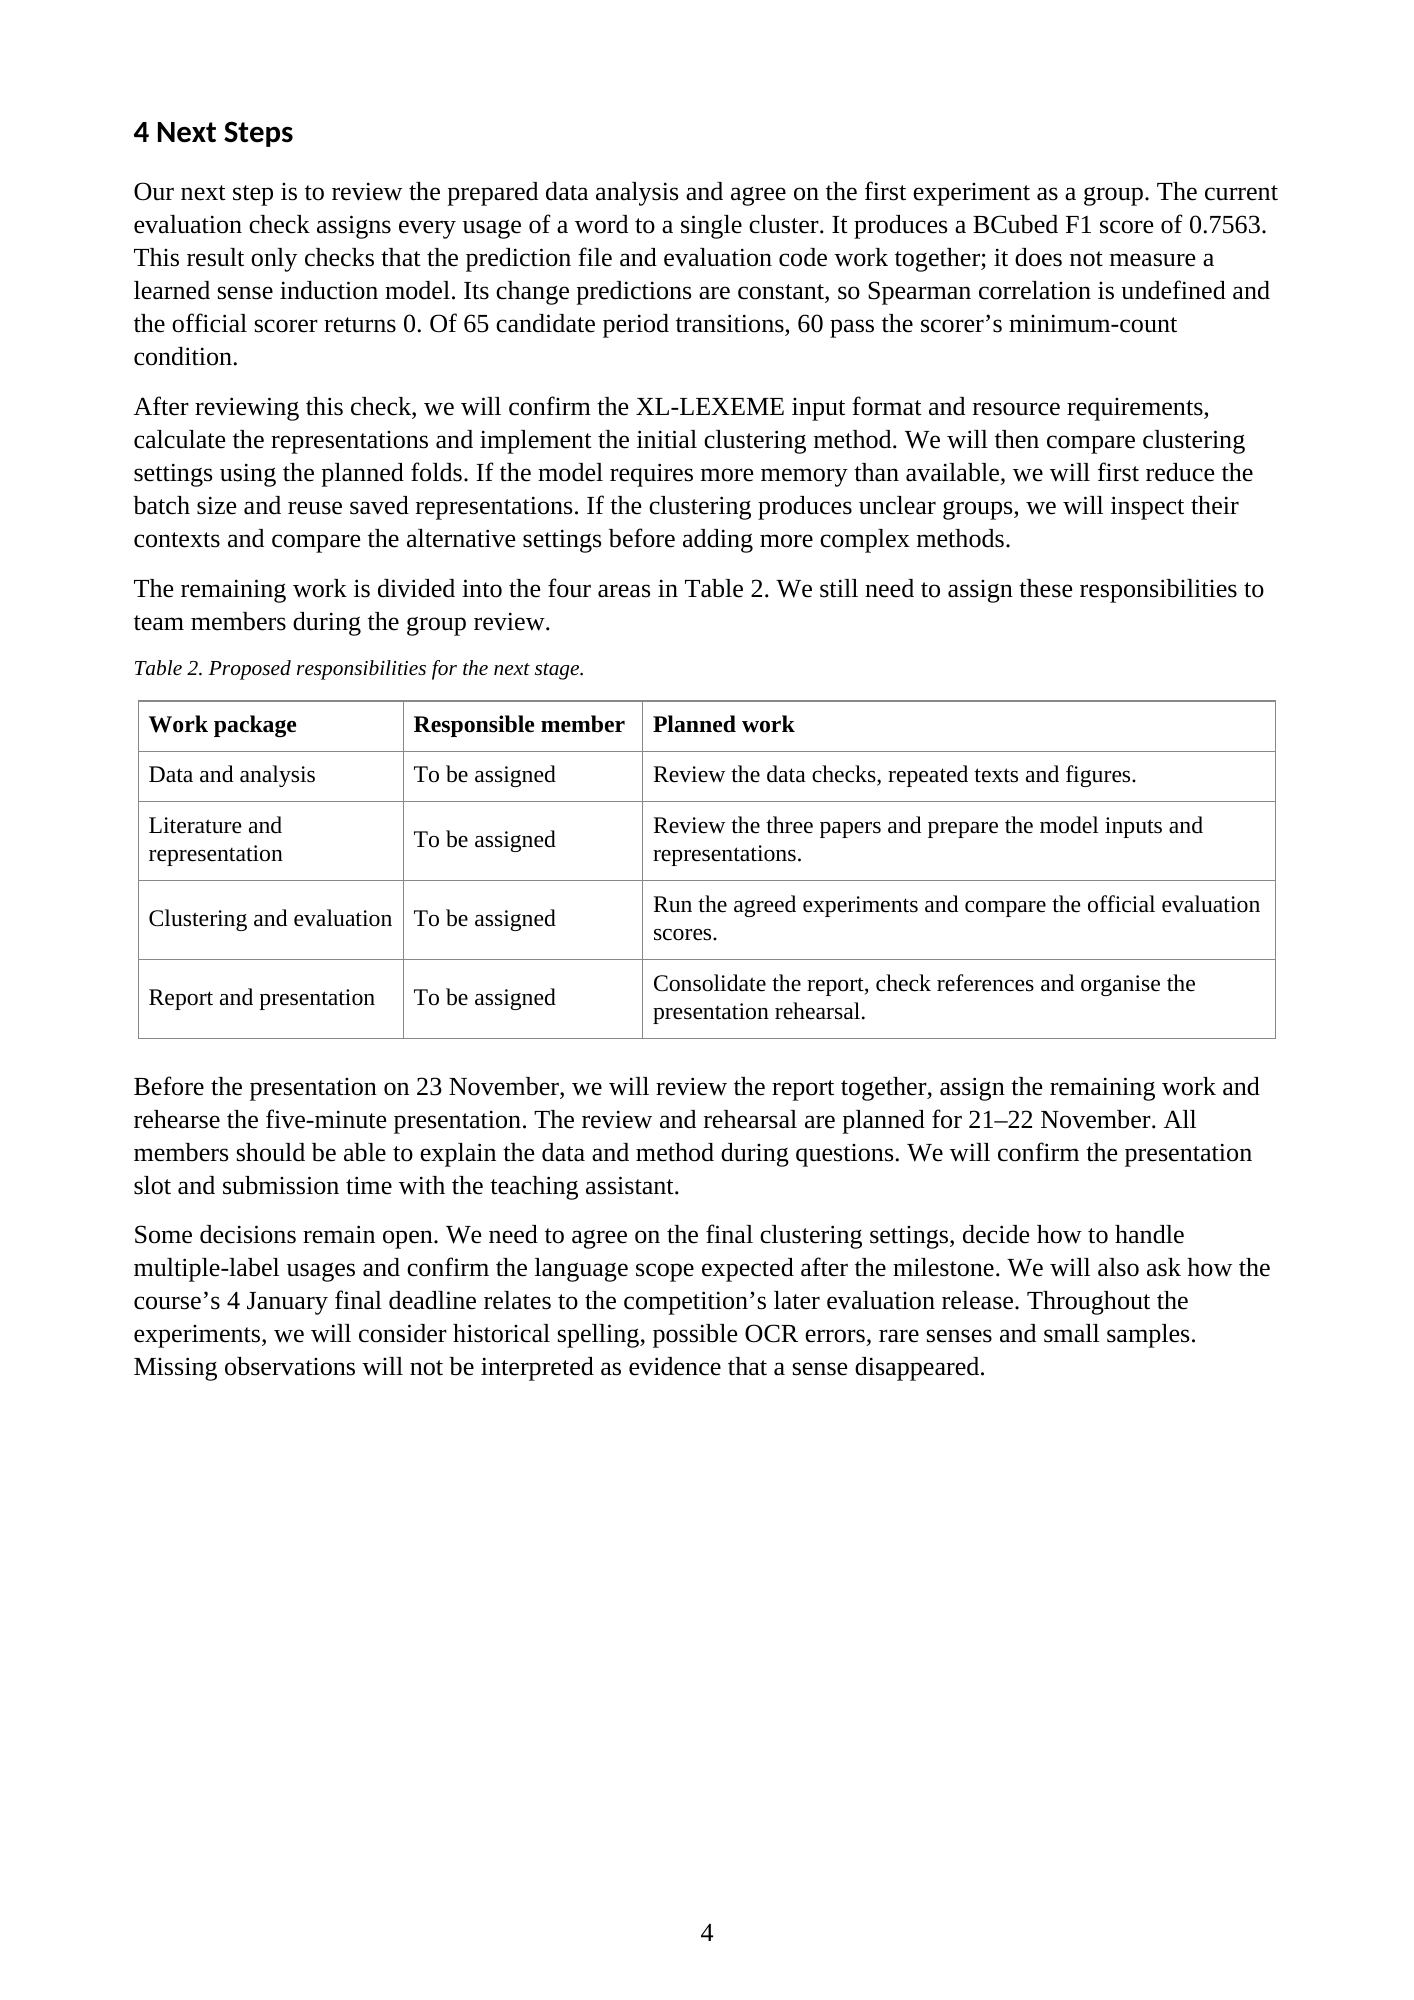 4 Next Steps
Our next step is to review the prepared data analysis and agree on the first experiment as a group. The current
evaluation check assigns every usage of a word to a single cluster. It produces a BCubed F1 score of 0.7563.
This result only checks that the prediction file and evaluation code work together; it does not measure a
learned sense induction model. Its change predictions are constant, so Spearman correlation is undefined and
the official scorer returns 0. Of 65 candidate period transitions, 60 pass the scorer’s minimum-count
condition.
After reviewing this check, we will confirm the XL-LEXEME input format and resource requirements,
calculate the representations and implement the initial clustering method. We will then compare clustering
settings using the planned folds. If the model requires more memory than available, we will first reduce the
batch size and reuse saved representations. If the clustering produces unclear groups, we will inspect their
contexts and compare the alternative settings before adding more complex methods.
The remaining work is divided into the four areas in Table 2. We still need to assign these responsibilities to
team members during the group review.
Table 2. Proposed responsibilities for the next stage.
Work package Responsible member Planned work
Data and analysis To be assigned Review the data checks, repeated texts and figures.
Literature and
representation
To be assigned
Review the three papers and prepare the model inputs and
representations.
Clustering and evaluation To be assigned
Run the agreed experiments and compare the official evaluation
scores.
Report and presentation To be assigned
Consolidate the report, check references and organise the
presentation rehearsal.
Before the presentation on 23 November, we will review the report together, assign the remaining work and
rehearse the five-minute presentation. The review and rehearsal are planned for 21–22 November. All
members should be able to explain the data and method during questions. We will confirm the presentation
slot and submission time with the teaching assistant.
Some decisions remain open. We need to agree on the final clustering settings, decide how to handle
multiple-label usages and confirm the language scope expected after the milestone. We will also ask how the
course’s 4 January final deadline relates to the competition’s later evaluation release. Throughout the
experiments, we will consider historical spelling, possible OCR errors, rare senses and small samples.
Missing observations will not be interpreted as evidence that a sense disappeared.
4